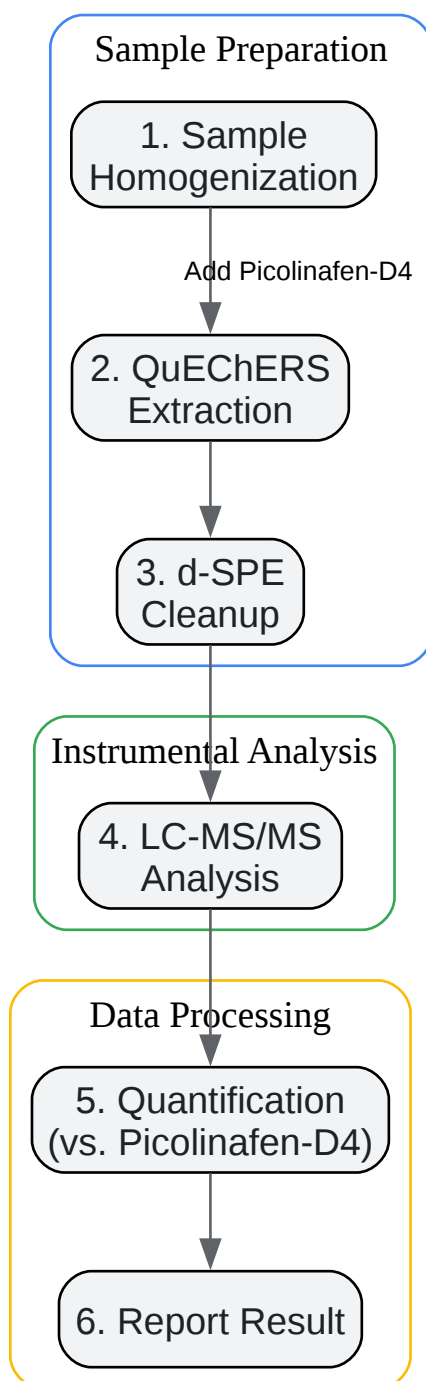 Sample Preparation
1. Sample
Homogenization
Add Picolinafen-D4
2. QuEChERS
Extraction
3. d-SPE
Cleanup
Instrumental Analysis
4. LC-MS/MS
Analysis
Data Processing
5. Quantification
(vs. Picolinafen-D4)
6. Report Result